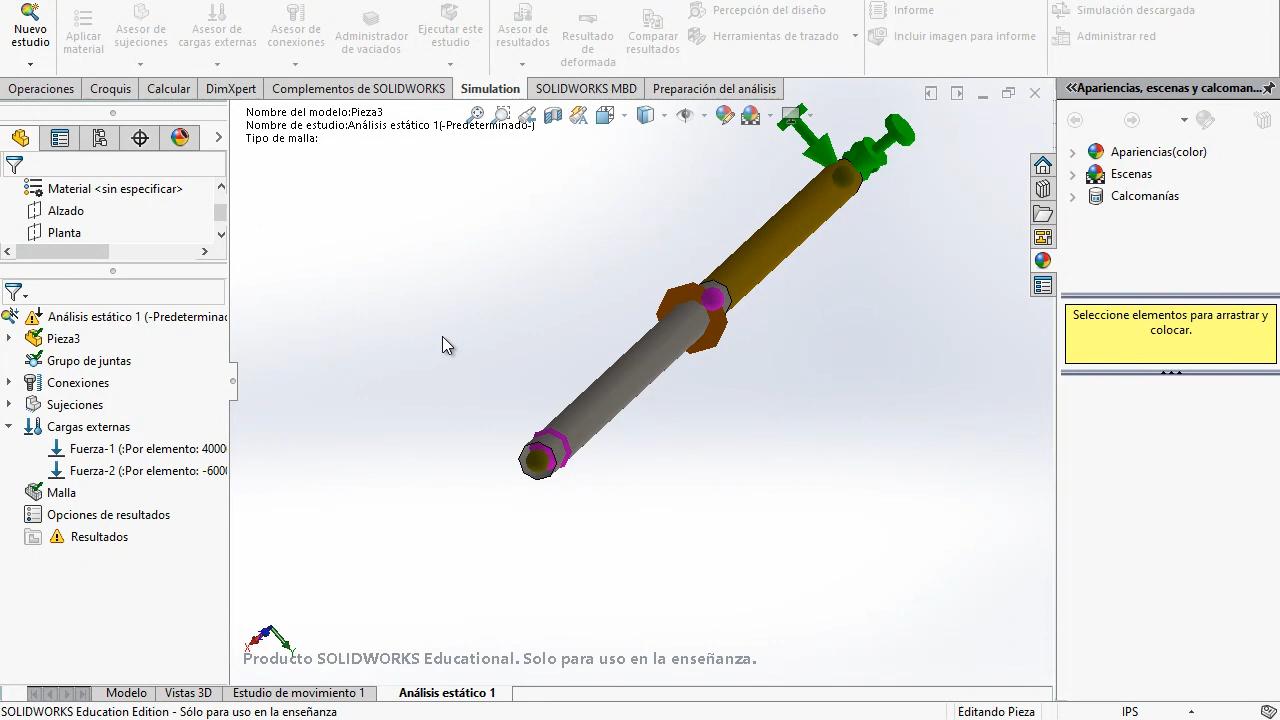 Nuevo
estudio
Aplicar
material
Asesor de
sujeciones
Asesor de
cargas externas
Asesor de
conexiones
Administrador
de vaciados
Ejecutar este
estudio
Asesor de
resultados
Resultado
de
deformada
Comparar
resultados
Percepción del diseño
Herramientas de trazado
Informe
Incluir imagen para informe
Simulación descargada
Administrar red
Operaciones
Croquis
Calcular
DimXpert
Complementos de SOLIDWORKS
Simulation
SOLIDWORKS MBD
Preparación del análisis
<<Apariencias, escenas y calcoman...
Nombre del modelo:Pieza3
Nombre de estudio:Análisis estático 1(-Predeterminado-)
Tipo de malla:
Material <sin especificar>
Alzado
Planta
Análisis estático 1 (-Predeterminad
Pieza3
Grupo de juntas
Conexiones
Sujeciones
Cargas externas
Fuerza-1 (:Por elemento: 4000
Fuerza-2 (:Por elemento: -6000
Malla
Opciones de resultados
Resultados
Apariencias(color)
Escenas
Calcomanías
Seleccione elementos para arrastrar y
colocar.
X
Y
Producto SOLIDWORKS Educational. Solo para uso en la enseñanza.
Modelo
Vistas 3D
Estudio de movimiento 1
Análisis estático 1
SOLIDWORKS Education Edition - Sólo para uso en la enseñanza
Editando Pieza
IPS